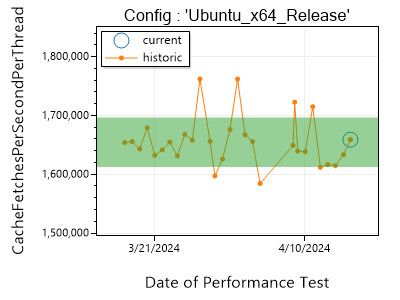 Config : 'Ubuntu_x64_Release'
CacheFetchesPerSecondPerThread
1,800,000
1,700,000
1,600,000
1,500,000
current
historic
3/21/2024
4/10/2024
Date of Performance Test